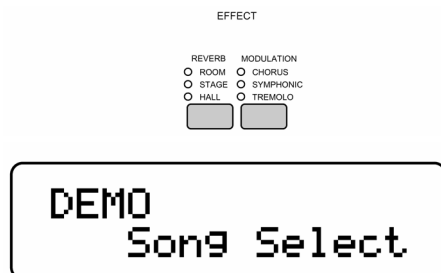 EFFECT
REVERB MODULATION
ROOM CHORUS
STAGE SYMPHONIC
HALL TREMOLO
DEMO
Song Select